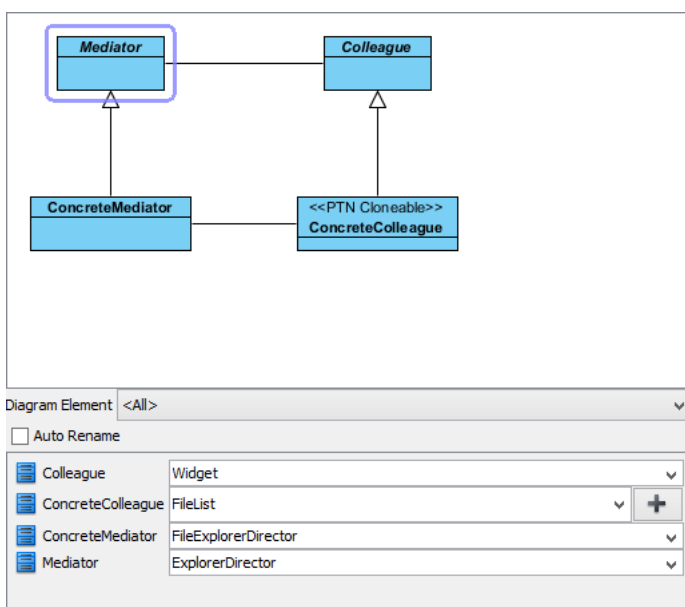 Mediator
Colleague
ConcreteMediator
<<PTN Cloneable>>
ConcreteColleague
Diagram Element <All>
Auto Rename
Colleague Widget
ConcreteColleague FileList
ConcreteMediator FileExplorerDirector
Mediator ExplorerDirector